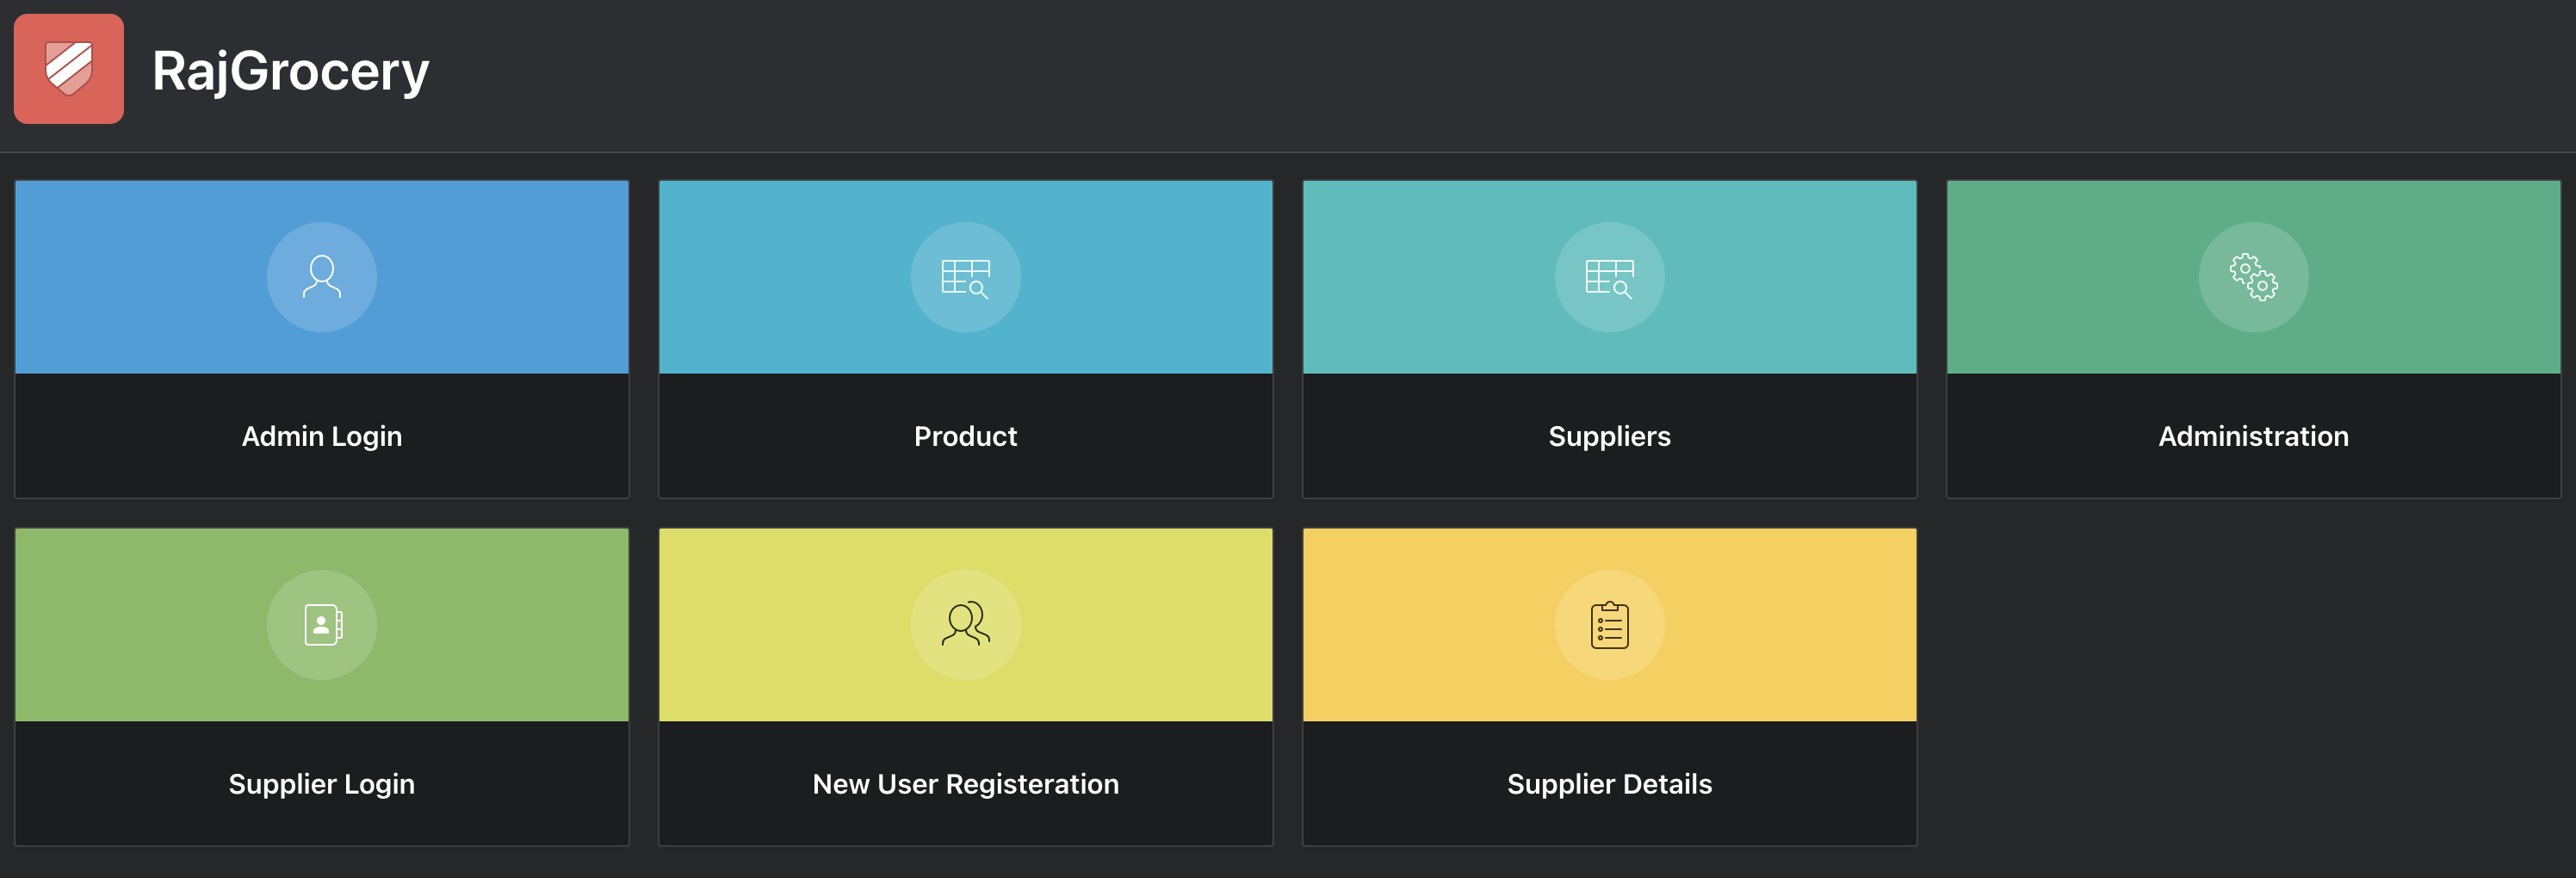 RajGrocery
Admin Login
Product
Suppliers
Administration
Supplier Login
New User Registeration
Supplier Details